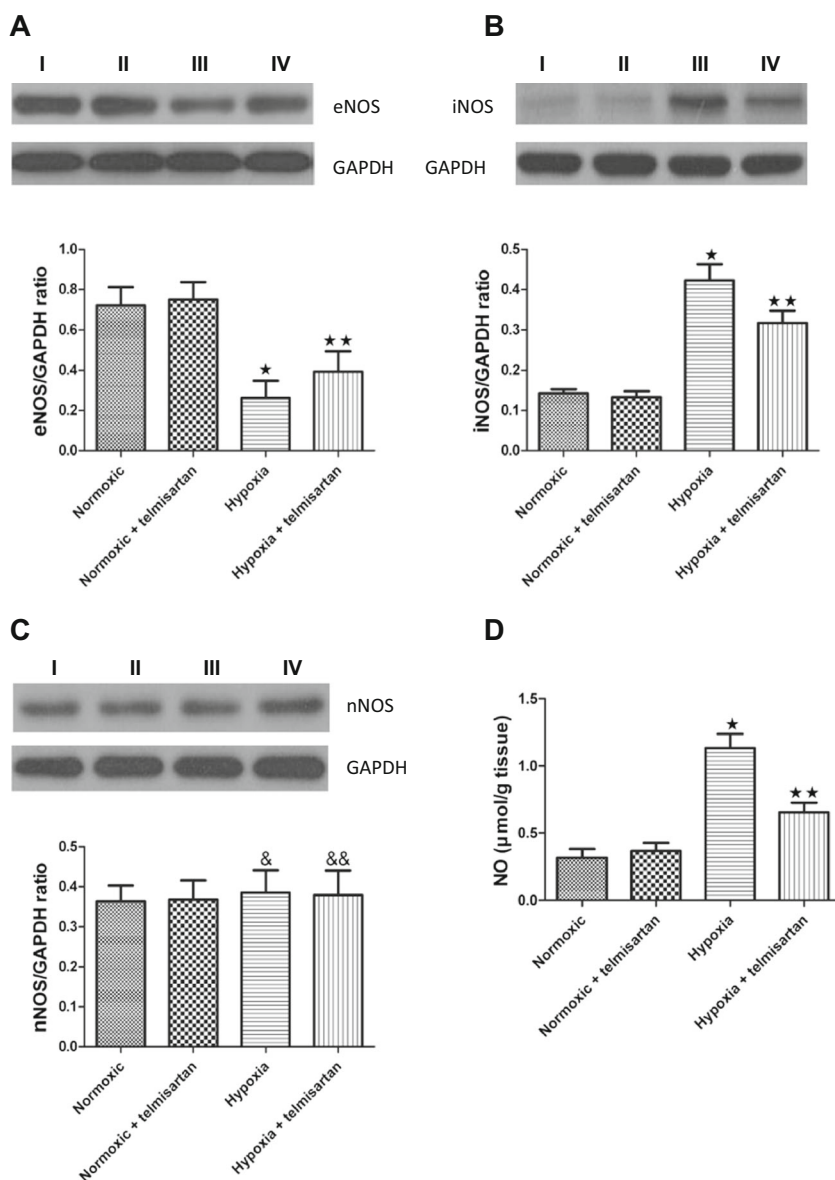 A
I II III IV
eNOS
GAPDH
eNOS/GAPDH ratio
1.0
0.8
0.6
0.4
0.2
0.0
★
★★
Normoxic
Normoxic + telmisartan
Hypoxia
Hypoxia + telmisartan
B
I II III IV
iNOS
GAPDH
iNOS/GAPDH ratio
0.5
0.4
0.3
0.2
0.1
0.0
★
★★
Normoxic
Normoxic + telmisartan
Hypoxia
Hypoxia + telmisartan
C
I II III IV
nNOS
GAPDH
nNOS/GAPDH ratio
0.5
0.4
0.3
0.2
0.1
0.0
&
&&
Normoxic
Normoxic + telmisartan
Hypoxia
Hypoxia + telmisartan
D
NO (μmol/g tissue)
1.5
1.0
0.5
0.0
★
★★
Normoxic
Normoxic + telmisartan
Hypoxia
Hypoxia + telmisartan